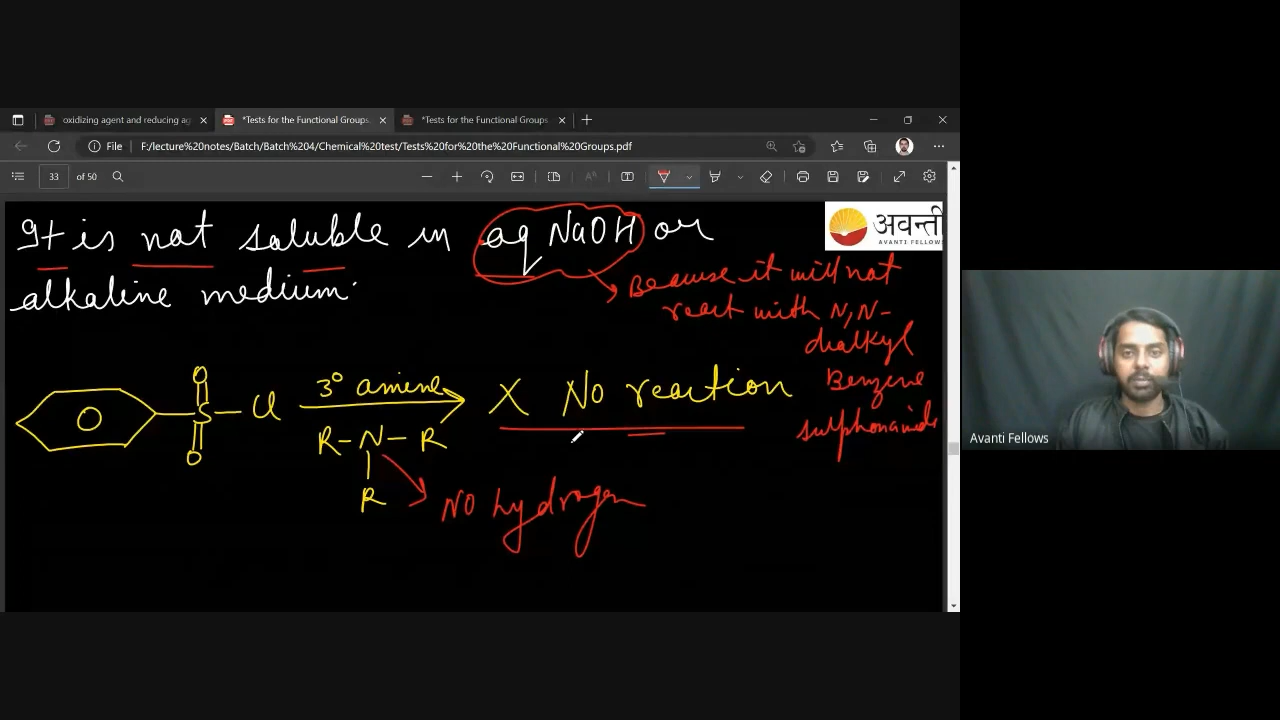 oxidizing agent and reducing ag
*Tests for the Functional Groups.
*Tests for the Functional Groups
File
F:/lecture%20notes/Batch/Batch%204/Chemical%20test/Tests%20for%20the%20Functional%20Groups.pdf
33 of 50
It is not soluble in aq NaOH or
alkaline medium.
अवन्ती
AVANTI FELLOWS
Because it will not
react with N, N-
dialkyl
Benzene
sulphonamide
O
S
Cl
O
3° amine
R-N-R
R
X No reaction
NO hydrogen
Avanti Fellows